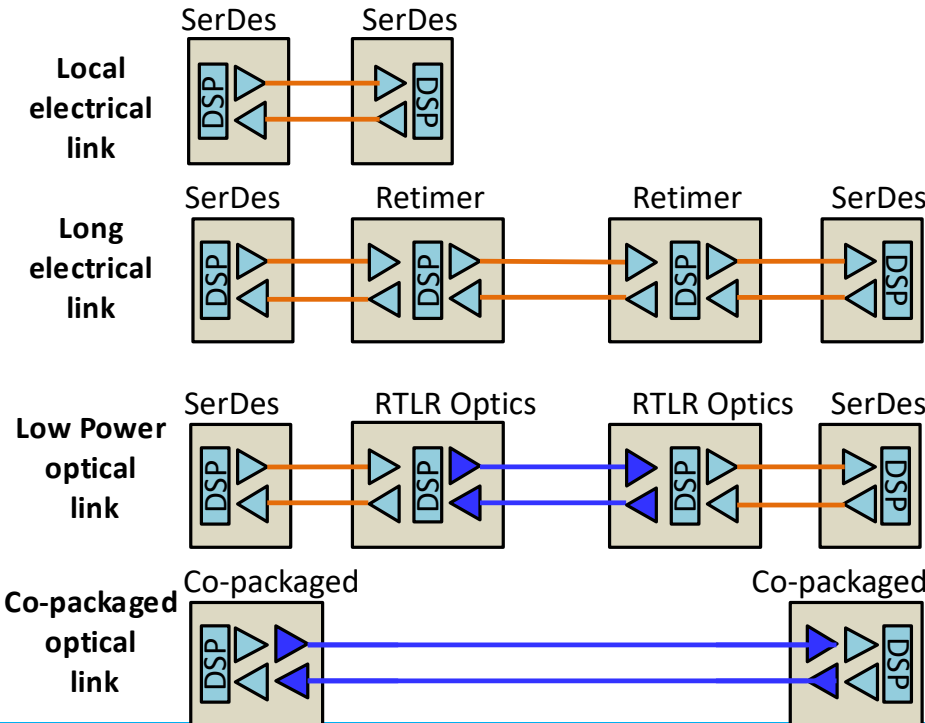 SerDes SerDes
Local
electrical
link
DSP DSP
SerDes Retimer Retimer SerDes
Long
electrical
link
DSP DSP DSP DSP
SerDes RTLR Optics RTLR Optics SerDes
Low Power
optical
link
DSP DSP DSP DSP
Co-packaged Co-packaged
Co-packaged
optical
link
DSP DSP